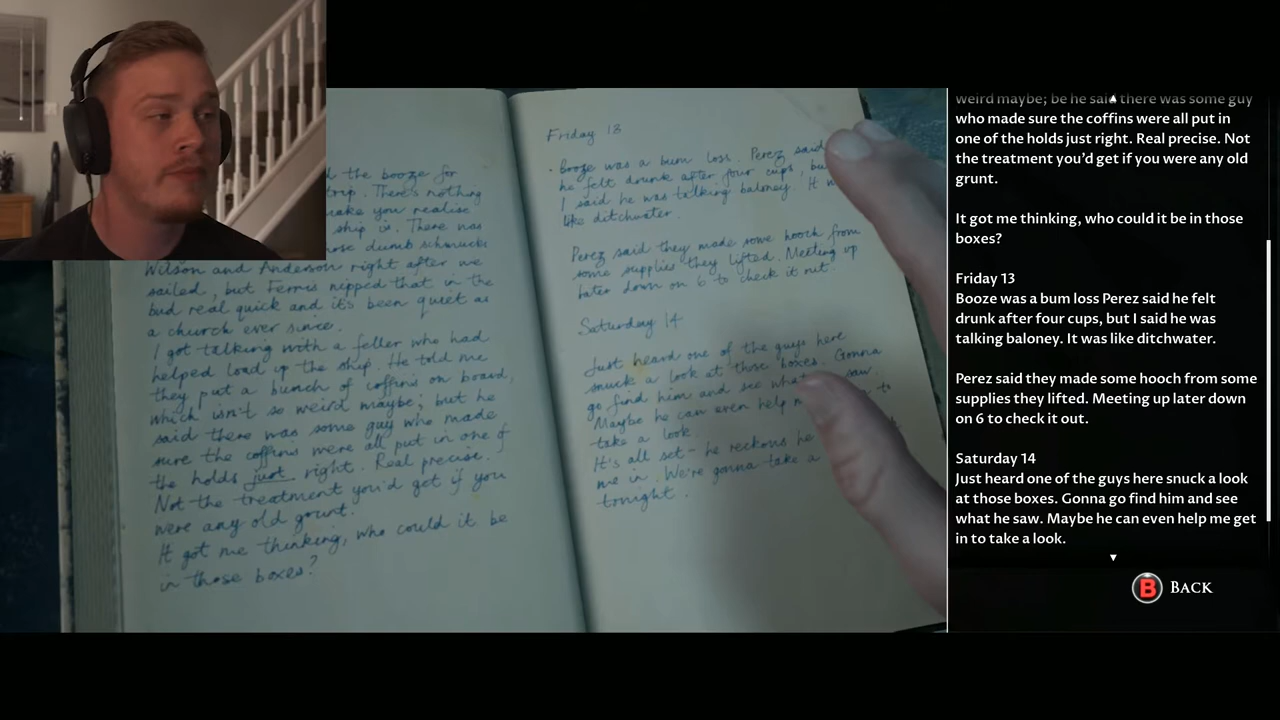 d the booze for
trip. There's nothing
make you realise
ship is. There was
those dumb schmucks
Wilson and Anderson right after we
sailed, but Ferris nipped that in the
bud real quick and it's been quiet as
a church ever since.
I got talking with a feller who had
helped load up the ship. He told me
they put a bunch of coffins on board,
which isn't so weird maybe; but he
said there was some guy who made
sure the coffins were all put in one of
the holds just right. Real precise.
Not the treatment you'd get if you
were any old grunt.
It got me thinking, who could it be
in those boxes?
Friday 13
Booze was a bum loss. Perez said
he felt drunk after four cups, bu
I said he was talking baloney. It w
like ditchwater.
Perez said they made some hooch from
some supplies they lifted. Meeting up
later down on 6 to check it out.
Saturday 14
Just heard one of the guys here
snuck a look at those boxes. Gonna
go find him and see what saw.
Maybe he can even help m to
take a look.
It's all set - he reckons he
me in. We're gonna take a
tonight.
weird maybe; be he said there was some guy
who made sure the coffins were all put in
one of the holds just right. Real precise. Not
the treatment you'd get if you were any old
grunt.
It got me thinking, who could it be in those
boxes?
Friday 13
Booze was a bum loss Perez said he felt
drunk after four cups, but I said he was
talking baloney. It was like ditchwater.
Perez said they made some hooch from some
supplies they lifted. Meeting up later down
on 6 to check it out.
Saturday 14
Just heard one of the guys here snuck a look
at those boxes. Gonna go find him and see
what he saw. Maybe he can even help me get
in to take a look.
B BACK